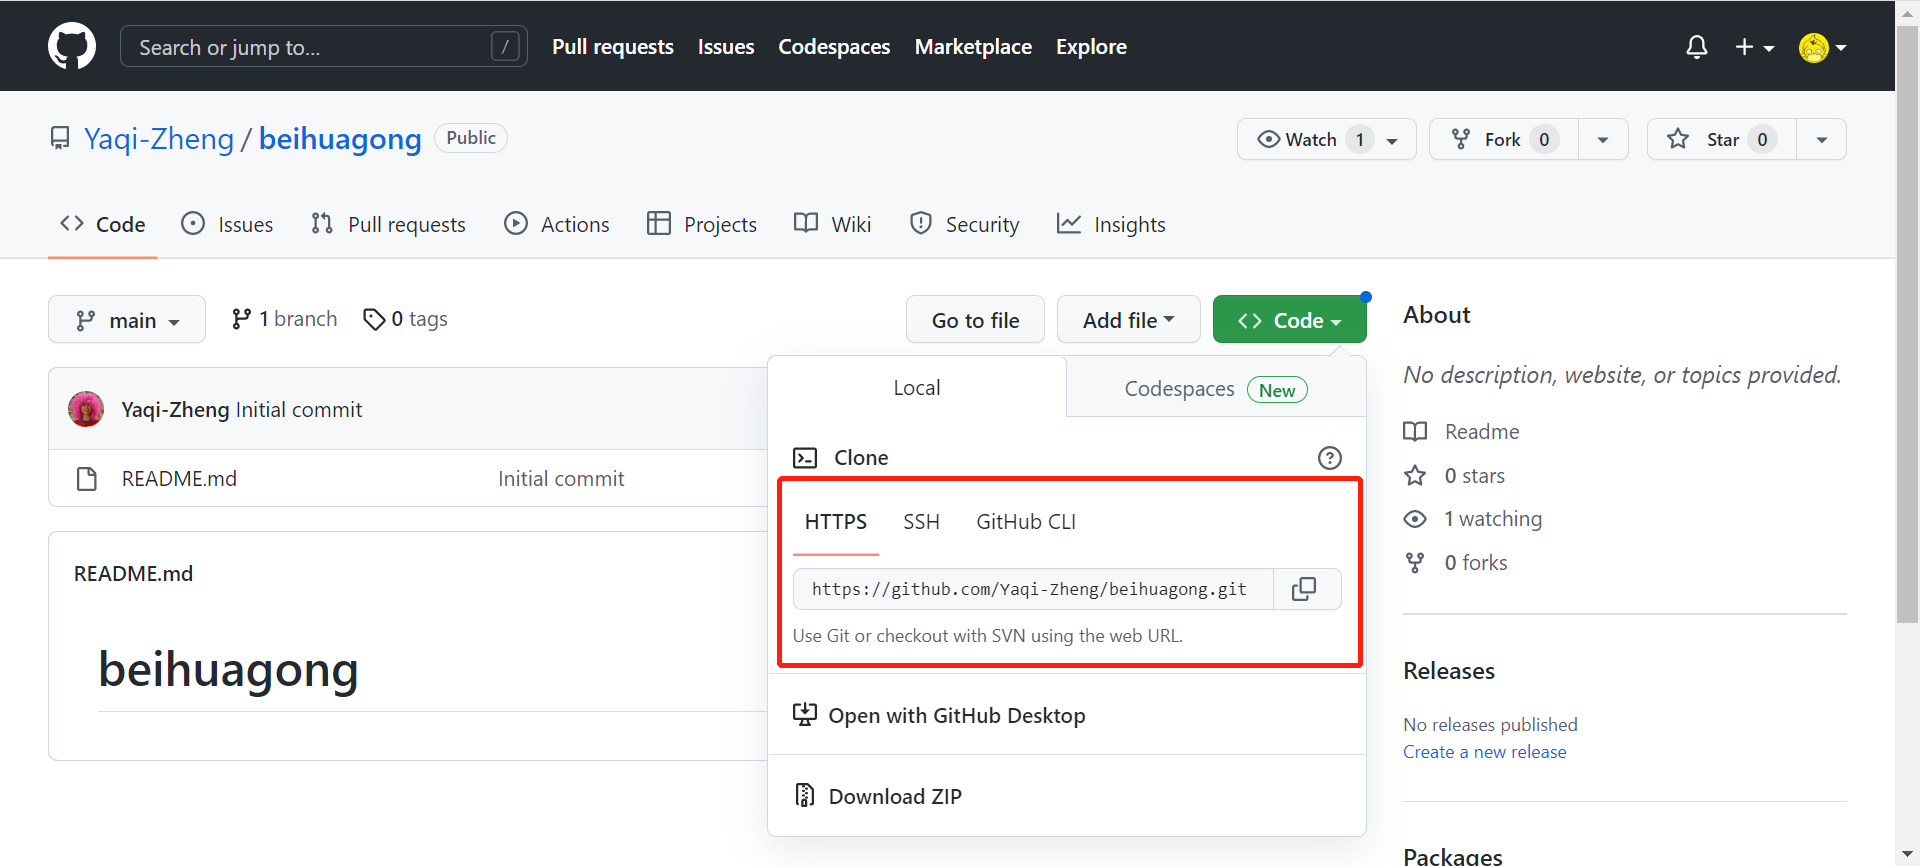 Search or jump to...
/
Pull requests
Issues
Codespaces
Marketplace
Explore
Yaqi-Zheng / beihuagong
Public
Watch 1
Fork 0
Star 0
Code
Issues
Pull requests
Actions
Projects
Wiki
Security
Insights
main
1 branch
0 tags
Go to file
Add file
Code
Yaqi-Zheng Initial commit
README.md
Initial commit
README.md
beihuagong
Local
Codespaces New
Clone
HTTPS
SSH
GitHub CLI
https://github.com/Yaqi-Zheng/beihuagong.git
Use Git or checkout with SVN using the web URL.
Open with GitHub Desktop
Download ZIP
About
No description, website, or topics provided.
Readme
0 stars
1 watching
0 forks
Releases
No releases published
Create a new release
Packages